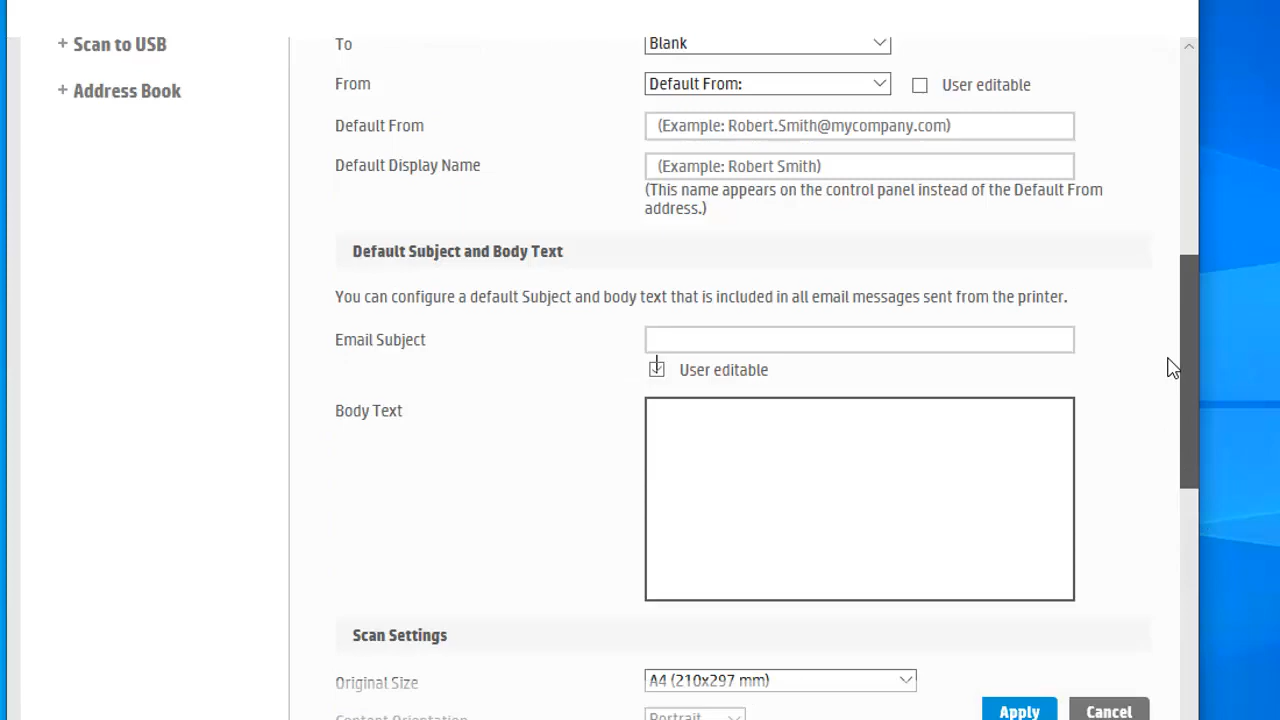 + Scan to USB
+ Address Book
To
Blank
From
Default From:
User editable
Default From
(Example: Robert.Smith@mycompany.com)
Default Display Name
(Example: Robert Smith)
(This name appears on the control panel instead of the Default From
address.)
Default Subject and Body Text
You can configure a default Subject and body text that is included in all email messages sent from the printer.
Email Subject
User editable
Body Text
Scan Settings
Original Size
A4 (210x297 mm)
Content Orientation
Portrait
Apply
Cancel